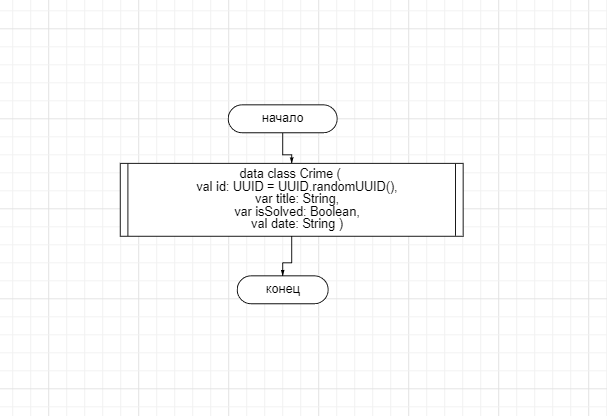 начало
data class Crime (
val id: UUID = UUID.randomUUID(),
var title: String,
var isSolved: Boolean,
val date: String )
конец